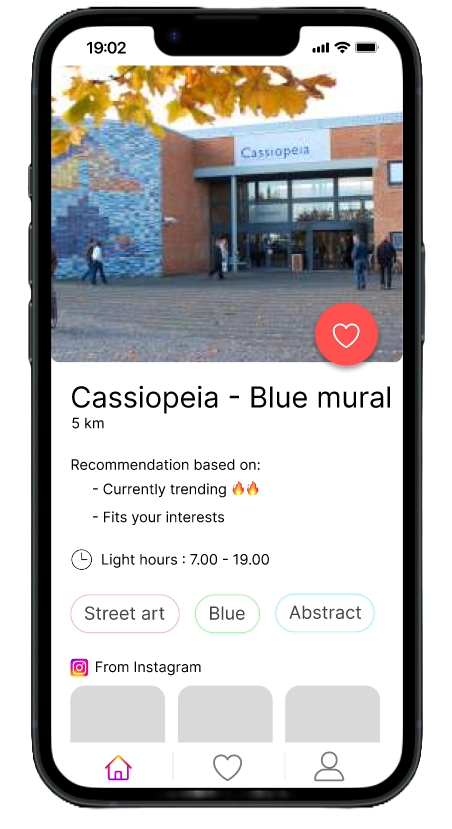 19:02
Cassiopeia
Cassiopeia - Blue mural
5 km
Recommendation based on:
- Currently trending 🔥🔥
- Fits your interests
Light hours : 7.00 - 19.00
Street art
Blue
Abstract
From Instagram